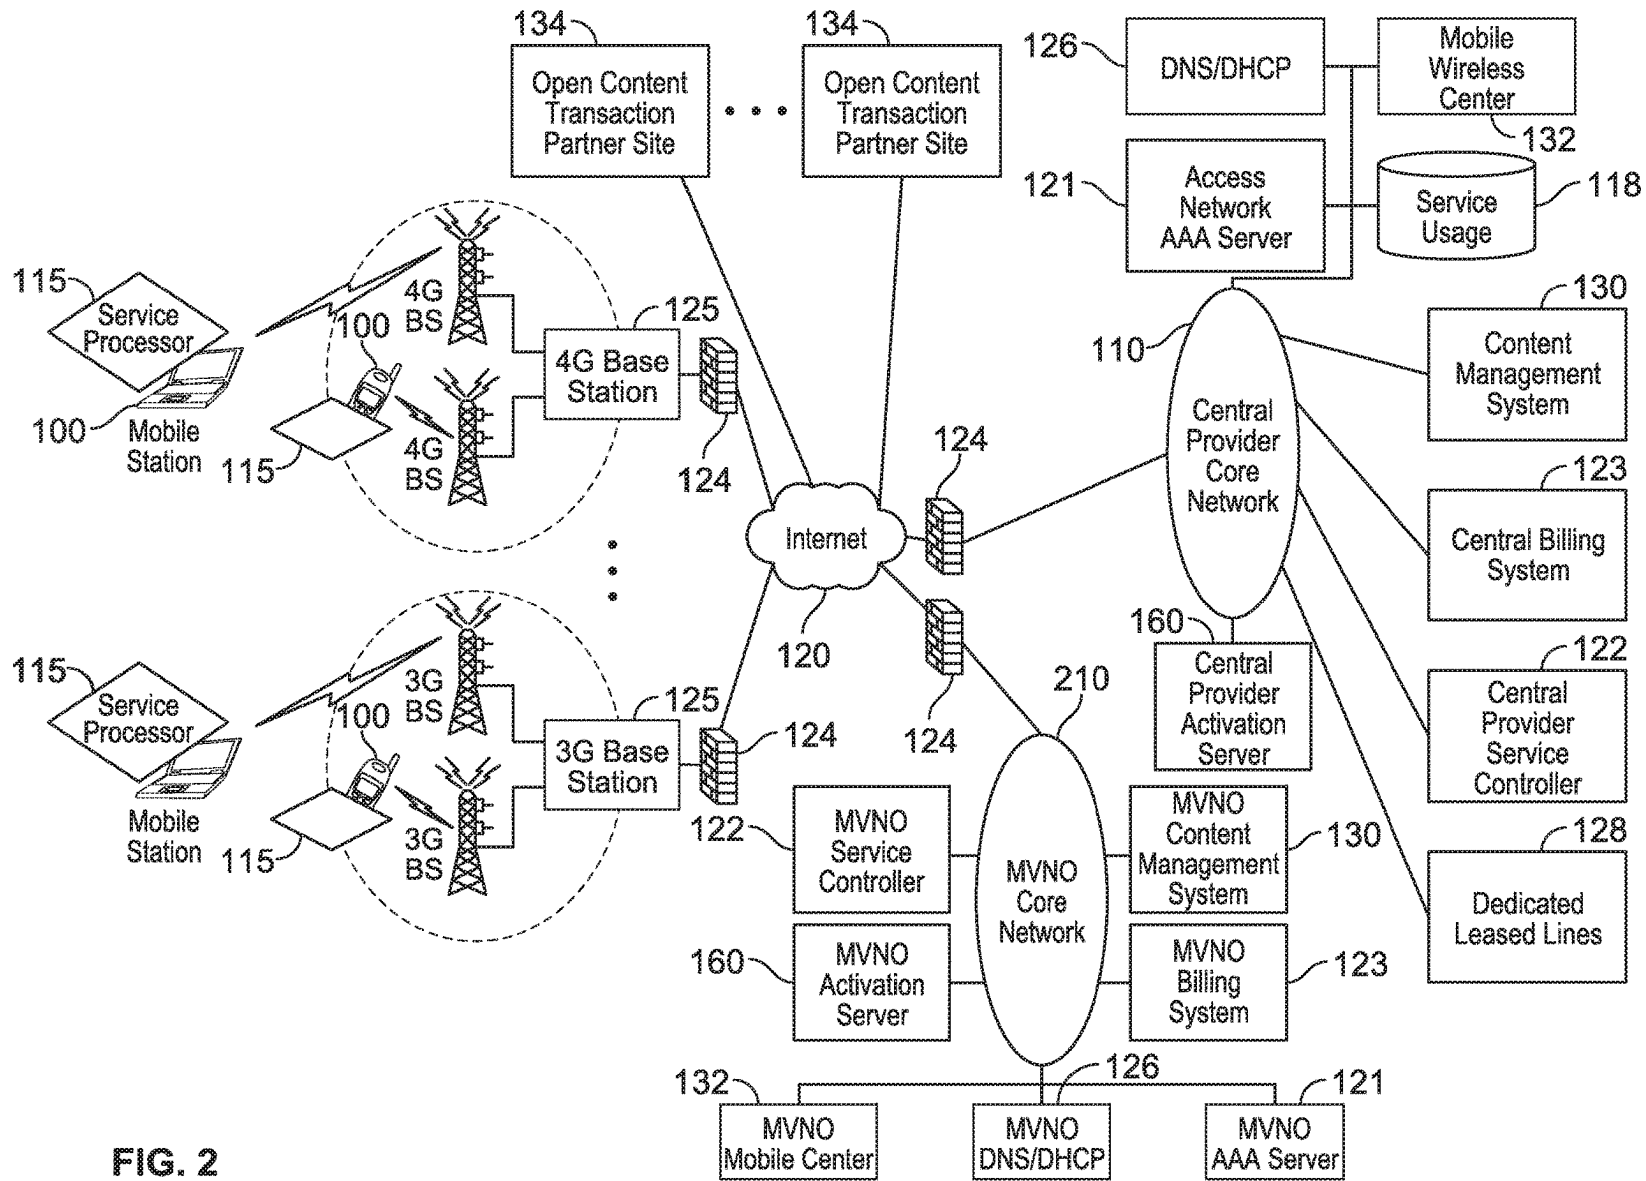 134
Open Content
Transaction
Partner Site
134
Open Content
Transaction
Partner Site
126
DNS/DHCP
Mobile
Wireless
Center
132
121
Access
Network
AAA Server
Service
Usage
118
115
Service
Processor
100
Mobile
Station
4G
BS
100
115
4G
BS
125
4G Base
Station
124
110
Central
Provider
Core
Network
130
Content
Management
System
123
Central Billing
System
122
Central
Provider
Service
Controller
128
Dedicated
Leased Lines
160
Central
Provider
Activation
Server
124
Internet
120
124
115
Service
Processor
Mobile
Station
3G
BS
100
115
3G
BS
125
3G Base
Station
124
210
MVNO
Core
Network
122
MVNO
Service
Controller
160
MVNO
Activation
Server
MVNO
Content
Management
System
130
MVNO
Billing
System
123
132
MVNO
Mobile Center
126
MVNO
DNS/DHCP
121
MVNO
AAA Server
FIG. 2